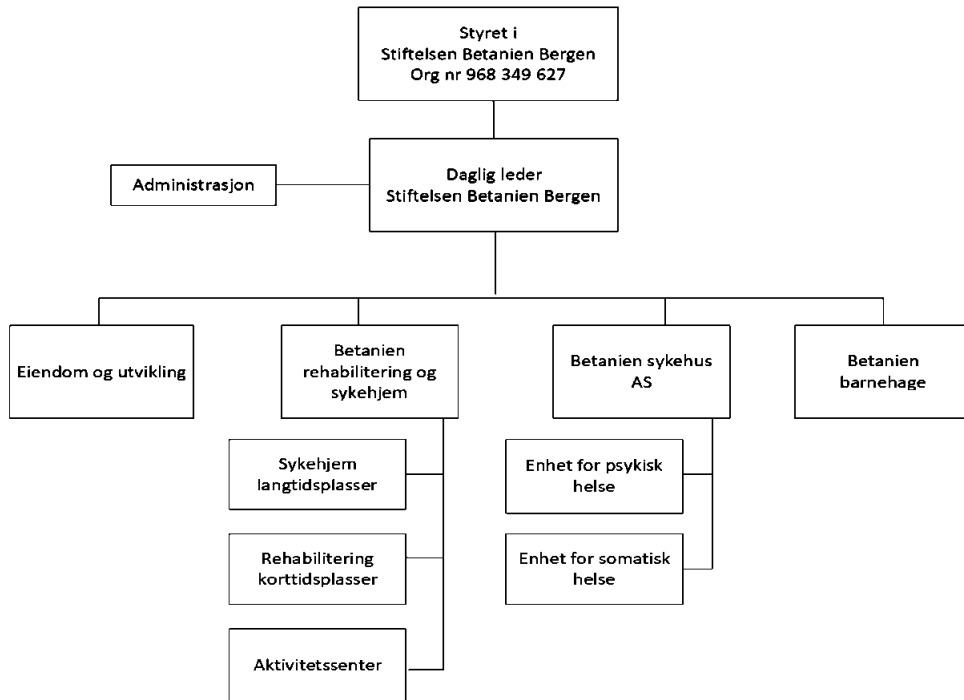 Styret i
Stiftelsen Betanien Bergen
Org nr 968 349 627
Daglig leder
Stiftelsen Betanien Bergen
Administrasjon
Eiendom og utvikling
Betanien
rehabilitering og
sykehjem
Betanien sykehus
AS
Betanien
barnehage
Sykehjem
langtidsplasser
Rehabilitering
korttidsplasser
Aktivitetssenter
Enhet for psykisk
helse
Enhet for somatisk
helse